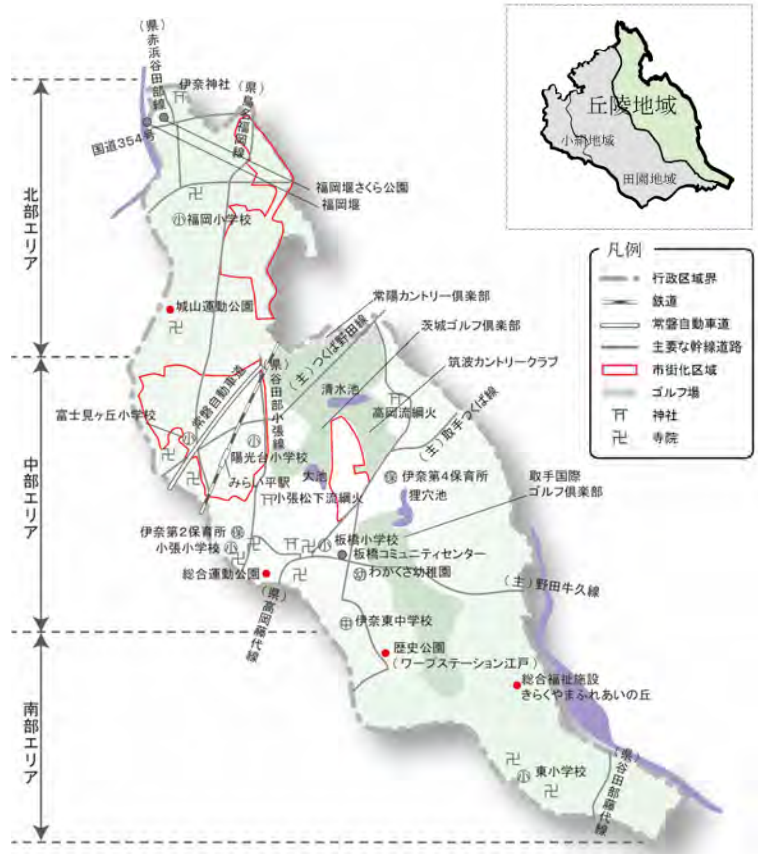 (県)赤浜谷田部線
伊奈神社
(県)島名福岡線
国道354号
福岡堰さくら公園
福岡堰
小福岡小学校
城山運動公園
北部エリア
中部エリア
南部エリア
常陽カントリー倶楽部
茨城ゴルフ倶楽部
筑波カントリークラブ
(主)つくば野田線
清水池
高岡流綱火
(主)取手つくば線
常磐自動車道
(県)谷田部小張線
富士見ヶ丘小学校
小
小
陽光台小学校
みらい平駅
大池
小張松下流綱火
保伊奈第4保育所
狸穴池
取手国際
ゴルフ倶楽部
伊奈第2保育所保
小張小学校小
小板橋小学校
板橋コミュニティセンター
幼わかくさ幼稚園
総合運動公園
(県)高岡藤代線
(主)野田牛久線
中伊奈東中学校
歴史公園
(ワープステーション江戸)
総合福祉施設
きらくやまふれあいの丘
小東小学校
(県)谷田部藤代線
丘陵地域
小絹地域
田園地域
凡例
行政区域界
鉄道
常磐自動車道
主要な幹線道路
市街化区域
ゴルフ場
神社
寺院